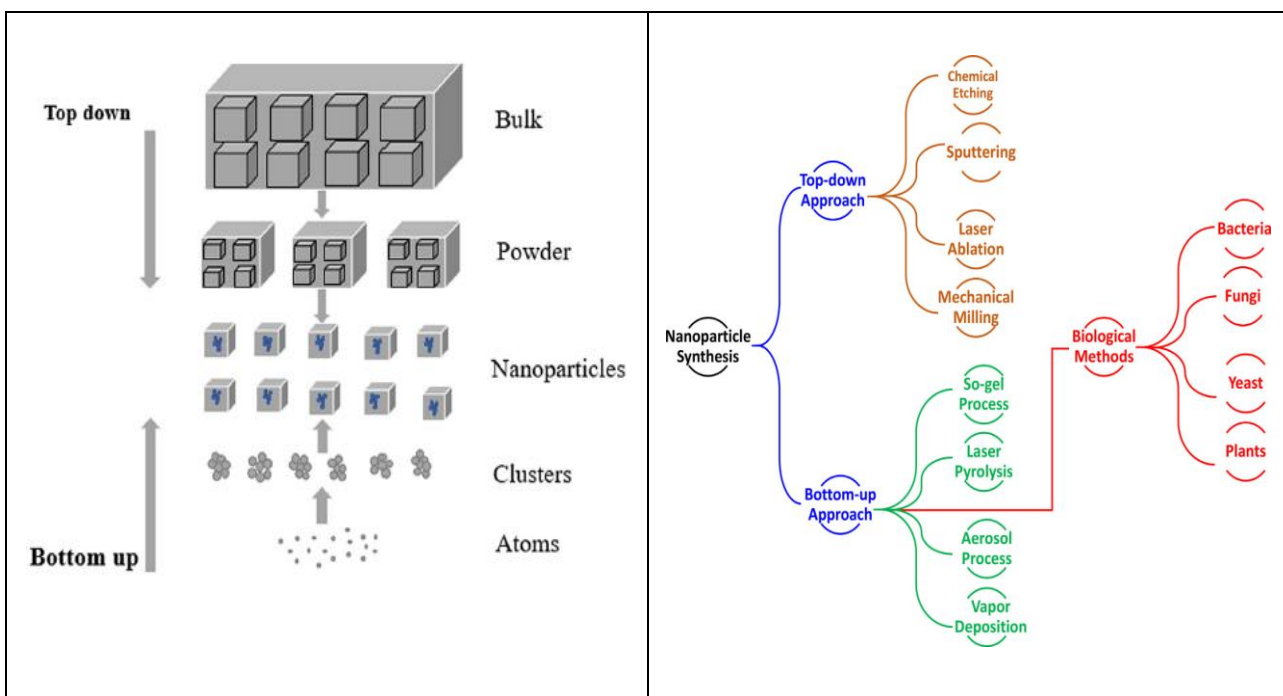 Top down
Bulk
Powder
Nanoparticles
Clusters
Atoms
Bottom up
Nanoparticle
Synthesis
Top-down
Approach
Chemical
Etching
Sputtering
Laser
Ablation
Mechanical
Milling
Bottom-up
Approach
So-gel
Process
Laser
Pyrolysis
Aerosol
Process
Vapor
Deposition
Biological
Methods
Bacteria
Fungi
Yeast
Plants